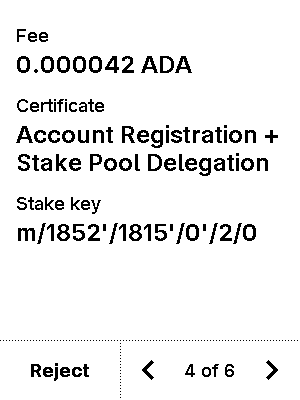 Fee
0.000042 ADA
Certificate
Account Registration +
Stake Pool Delegation
Stake key
m/1852'/1815'/0'/2/0
Reject
4 of 6